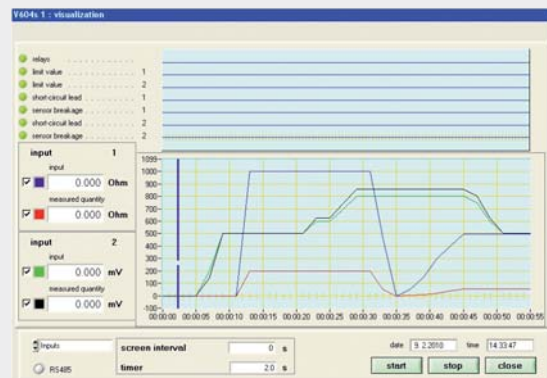 V604s 1 : visualization
relays . . . . . . . . . . . .
limit value . . . . . . . . . 1
limit value . . . . . . . . . 2
short-circuit lead . . . . . . 1
sensor breakage . . . . . . 1
short-circuit lead . . . . . . 2
sensor breakage . . . . . . 2
input 1
input
0.000 Ohm
measured quantity
0.000 Ohm
input 2
input
0.000 mV
measured quantity
0.000 mV
1095
1000
900
800
700
600
500
400
300
200
100
0
-100
00:00:00 00:00:05 00:00:10 00:00:15 00:00:20 00:00:25 00:00:30 00:00:35 00:00:40 00:00:45 00:00:50 00:00:55
Inputs
RS485
screen interval 0 s
timer 2.0 s
date 9. 2.2010 time 14:33:47
start stop close